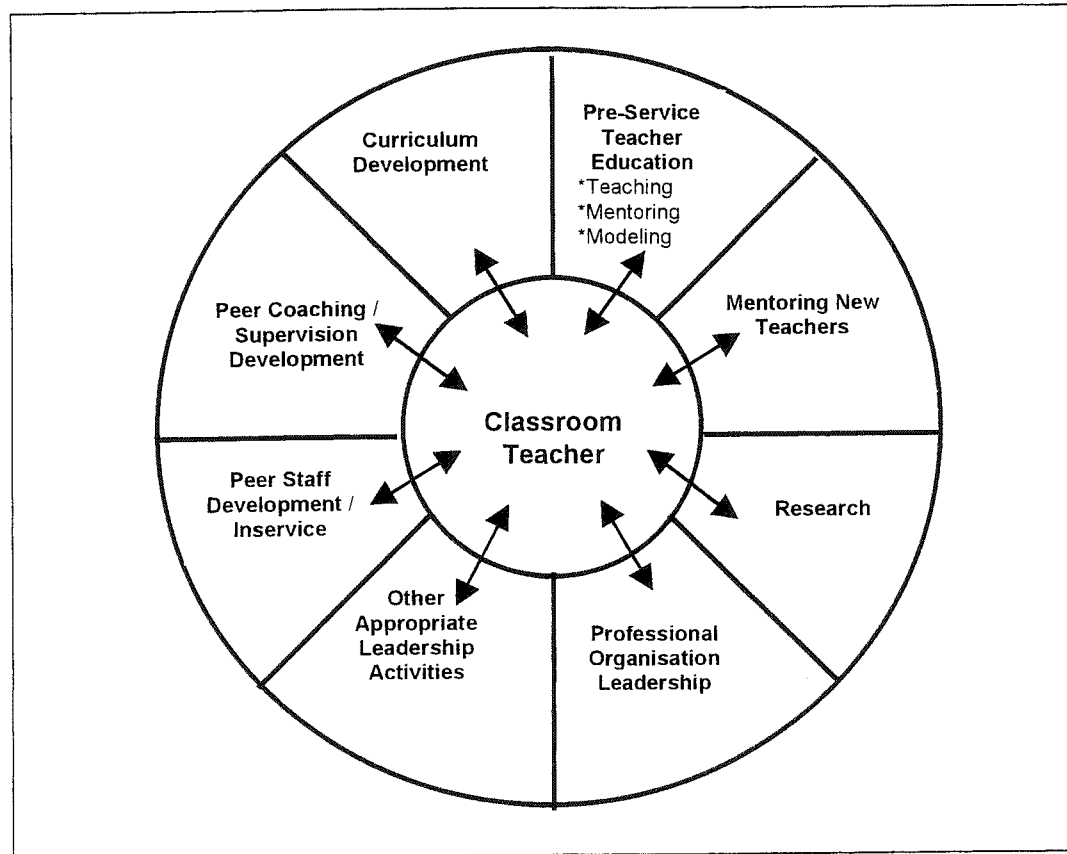 Curriculum
Development
Pre-Service
Teacher
Education
*Teaching
*Mentoring
*Modeling
Mentoring New
Teachers
Research
Professional
Organisation
Leadership
Other
Appropriate
Leadership
Activities
Peer Staff
Development /
Inservice
Peer Coaching /
Supervision
Development
Classroom
Teacher